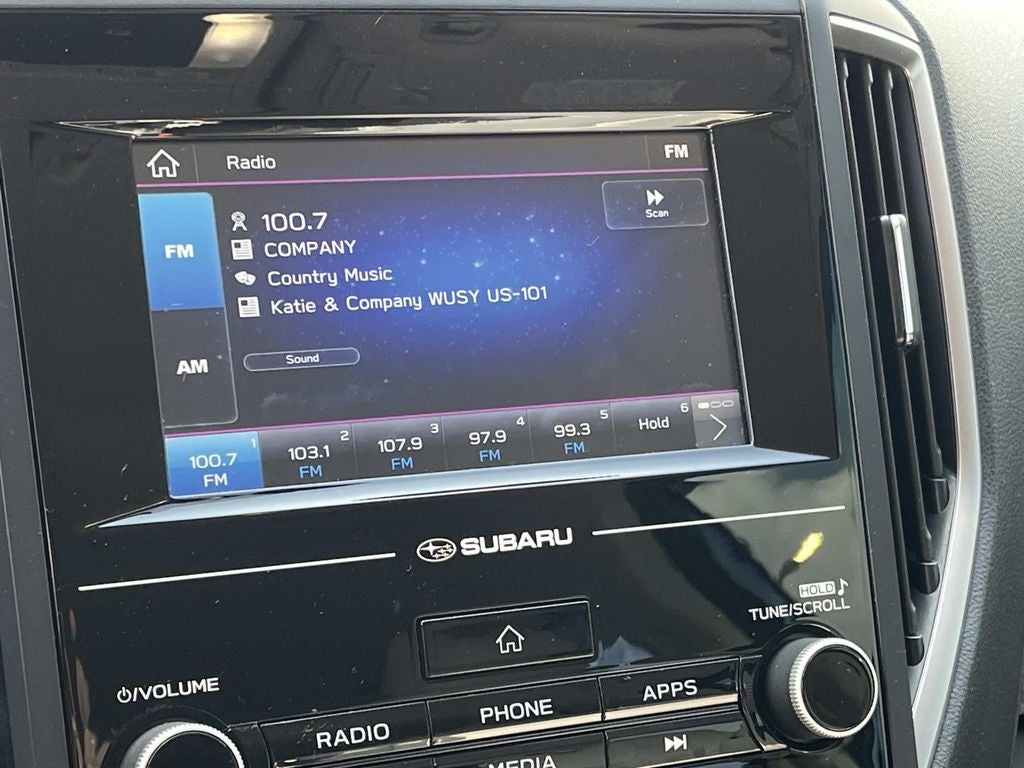 Radio
FM
FM
100.7
Scan
COMPANY
Country Music
Katie & Company WUSY US-101
AM
Sound
1
100.7
FM
2
103.1
FM
3
107.9
FM
4
97.9
FM
5
99.3
FM
6
Hold
SUBARU
HOLD
TUNE/SCROLL
/VOLUME
RADIO
PHONE
APPS
MEDIA